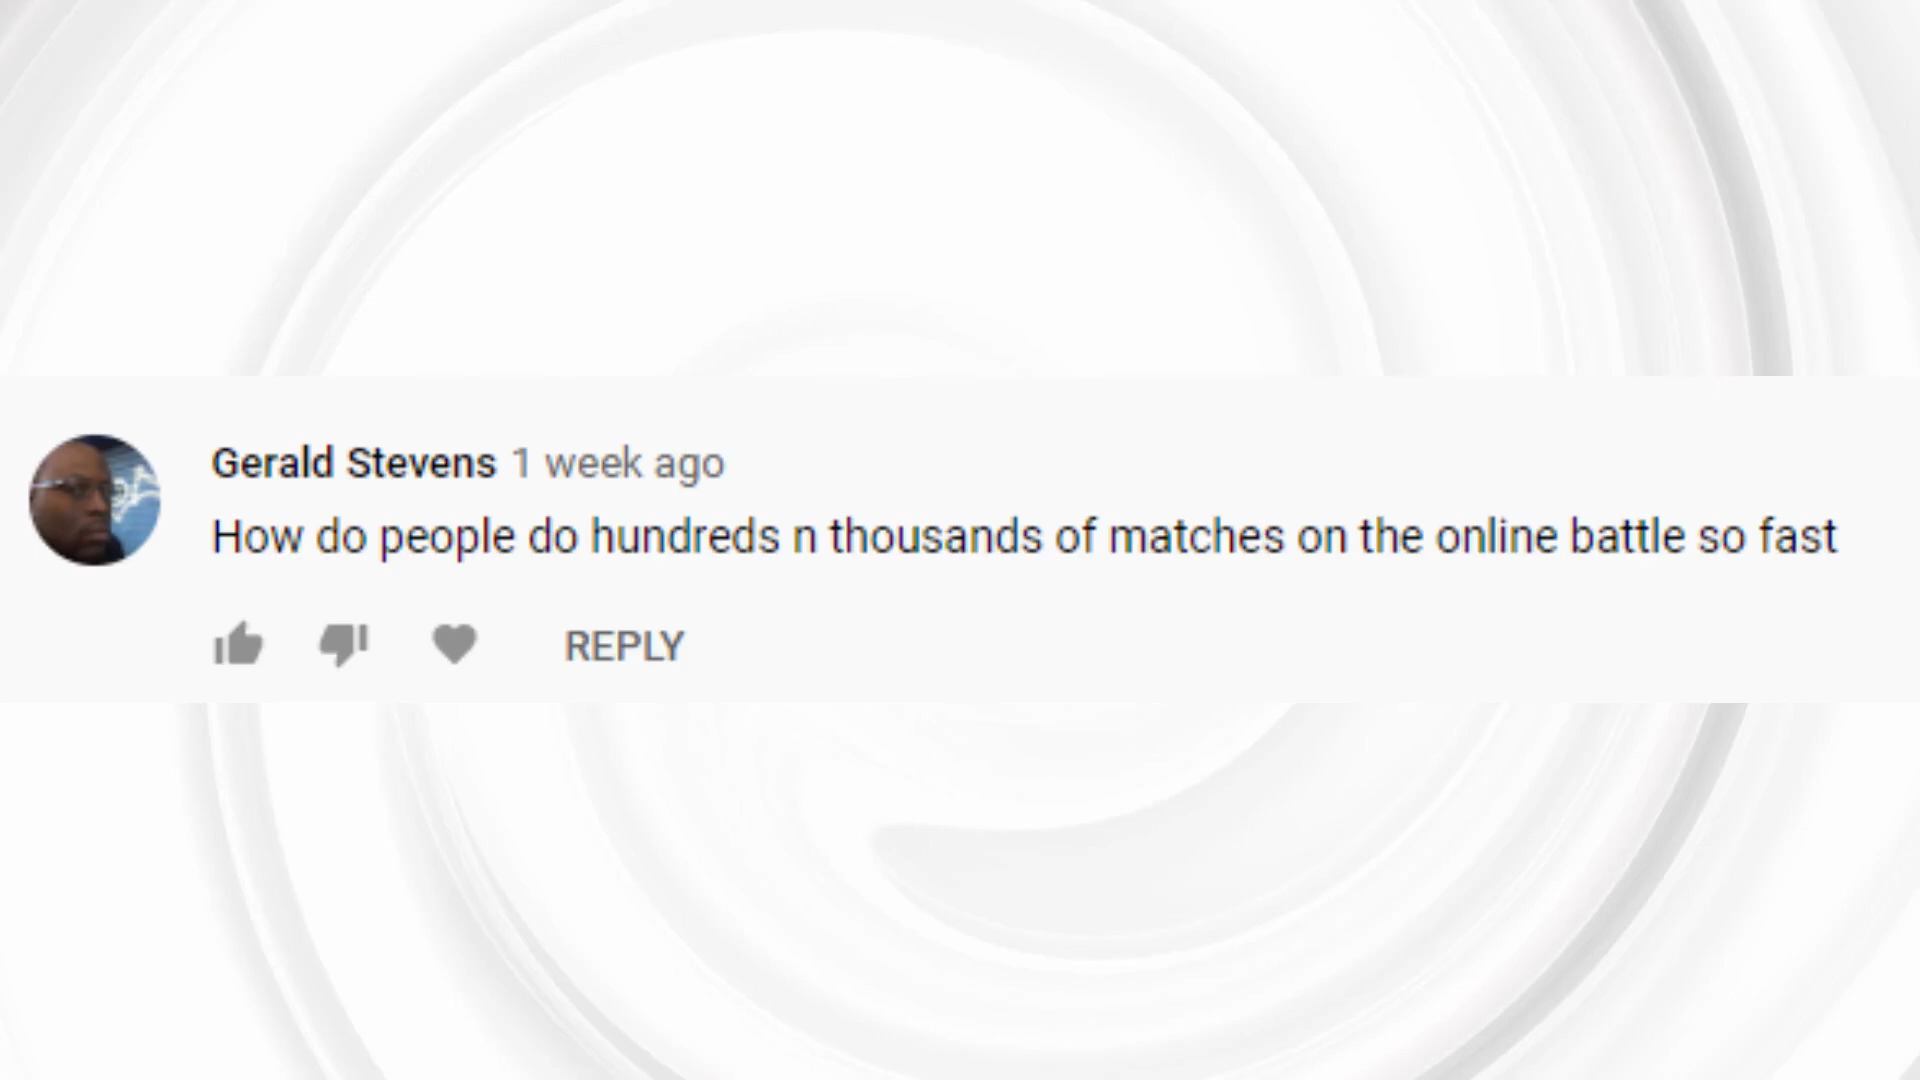 Gerald Stevens 1 week ago
How do people do hundreds n thousands of matches on the online battle so fast
REPLY